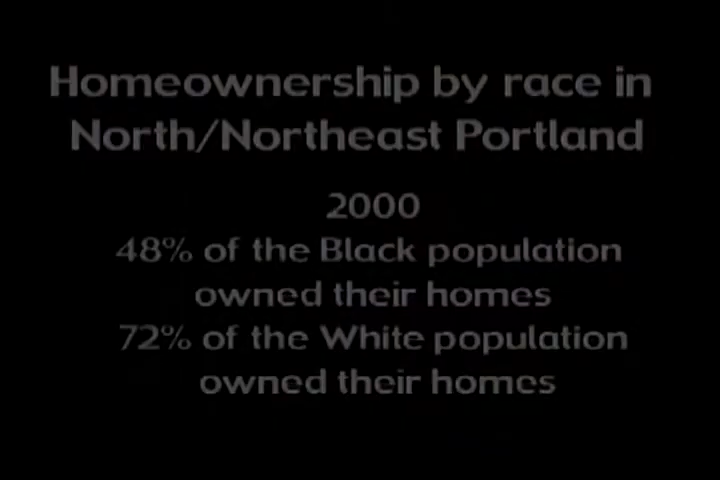 Homeownership by race in
North/Northeast Portland
2000
48% of the Black population
owned their homes
72% of the White population
owned their homes